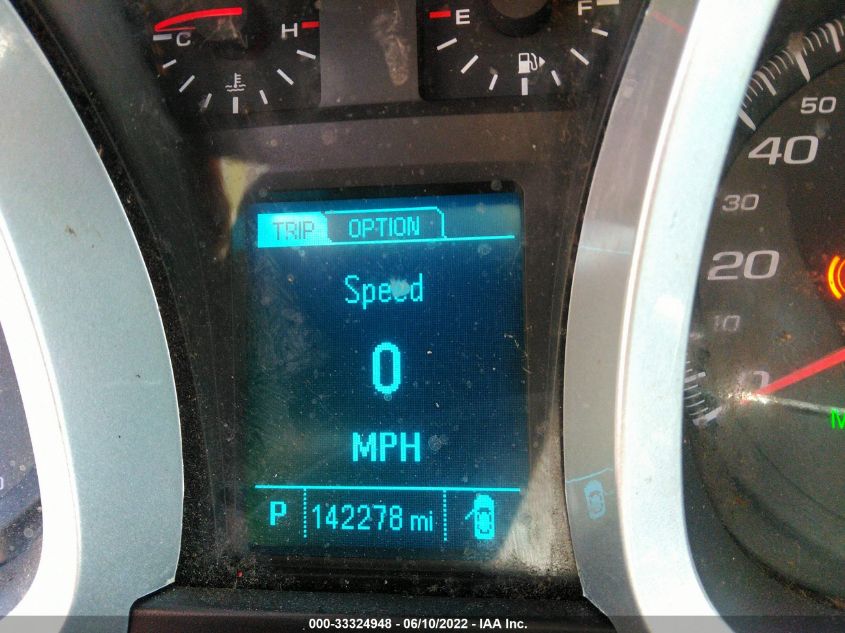 C H
E F
TRIP OPTION
Speed
0
MPH
P 142278 mi
50
40
30
20
10
0
000-33324948 - 06/10/2022 - IAA Inc.